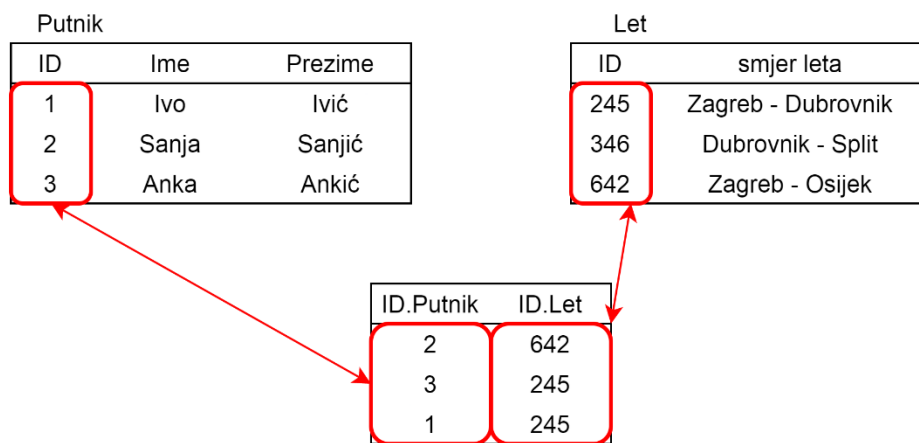 Putnik
ID Ime Prezime
1 Ivo Ivić
2 Sanja Sanjić
3 Anka Ankić
Let
ID smjer leta
245 Zagreb - Dubrovnik
346 Dubrovnik - Split
642 Zagreb - Osijek
ID.Putnik ID.Let
2 642
3 245
1 245